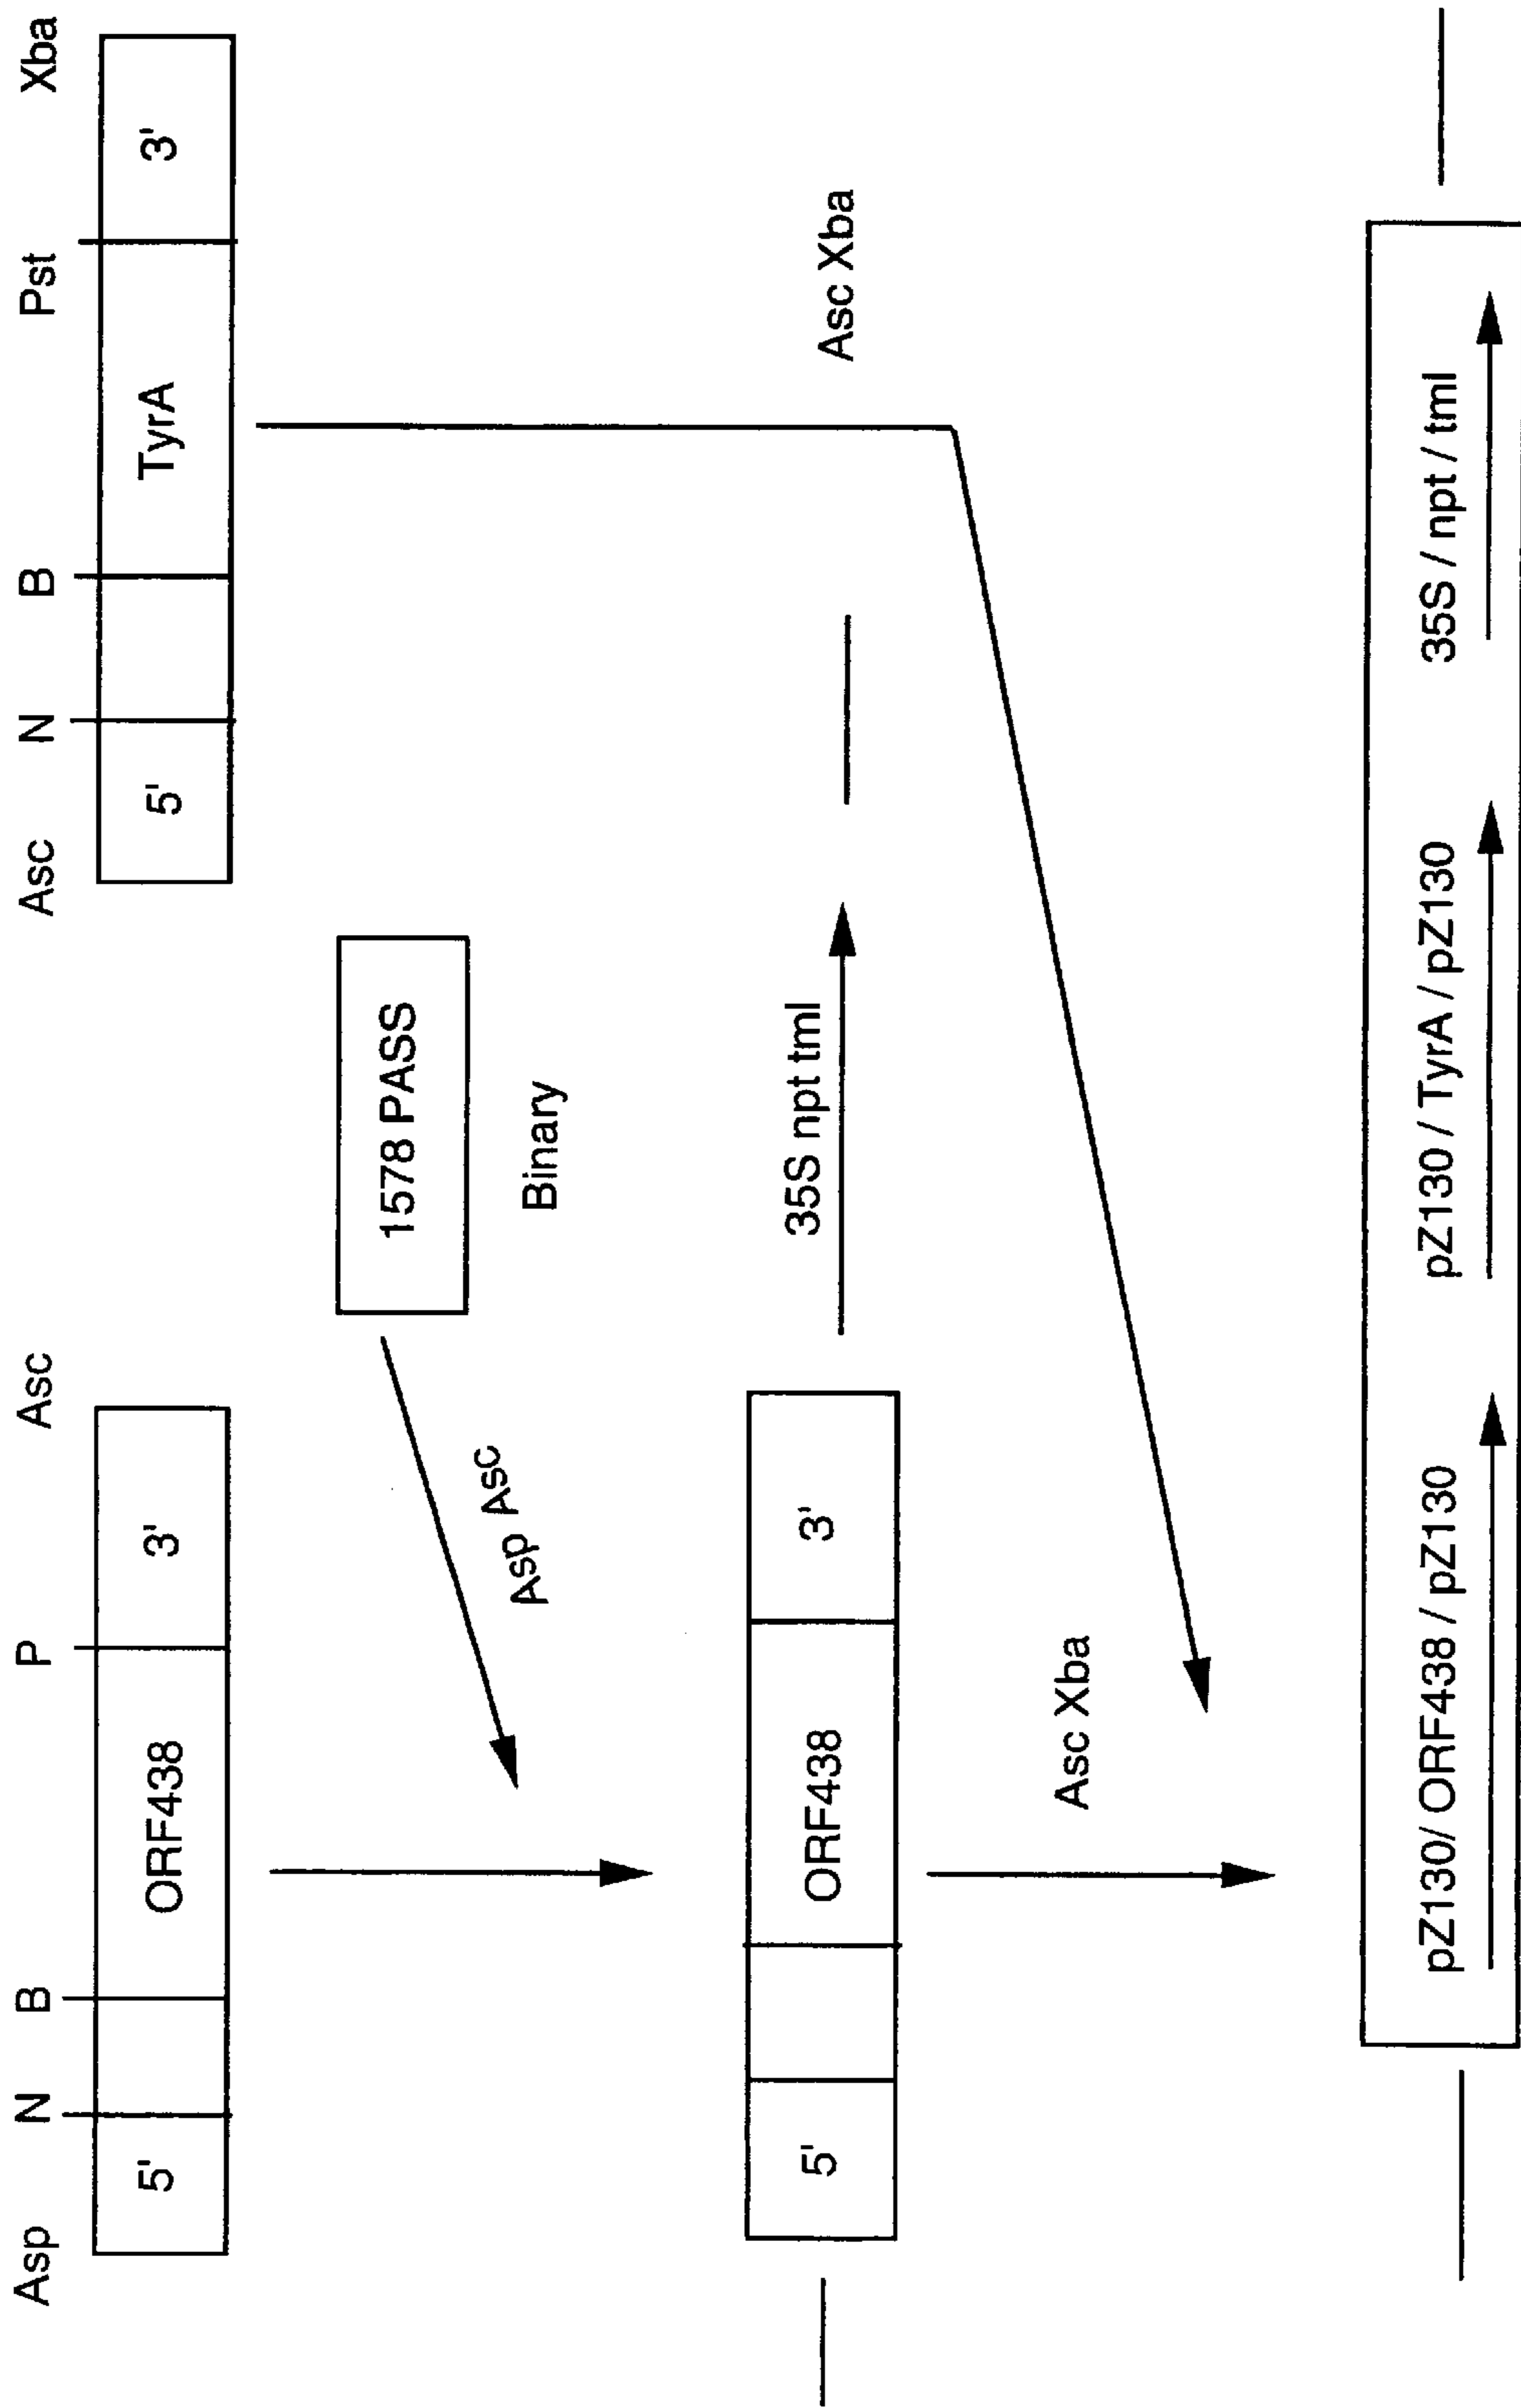 Asp N B P Asc
5' ORF438 3'
Asc N B Pst Xba
5' TyrA 3'
1578 PASS
Binary
Asp Asc
5' ORF438 3'
35S npt tml
Asc Xba
Asc Xba
pZ130/ ORF438 / pZ130
pZ130 / TyrA / pZ130
35S / npt / tml